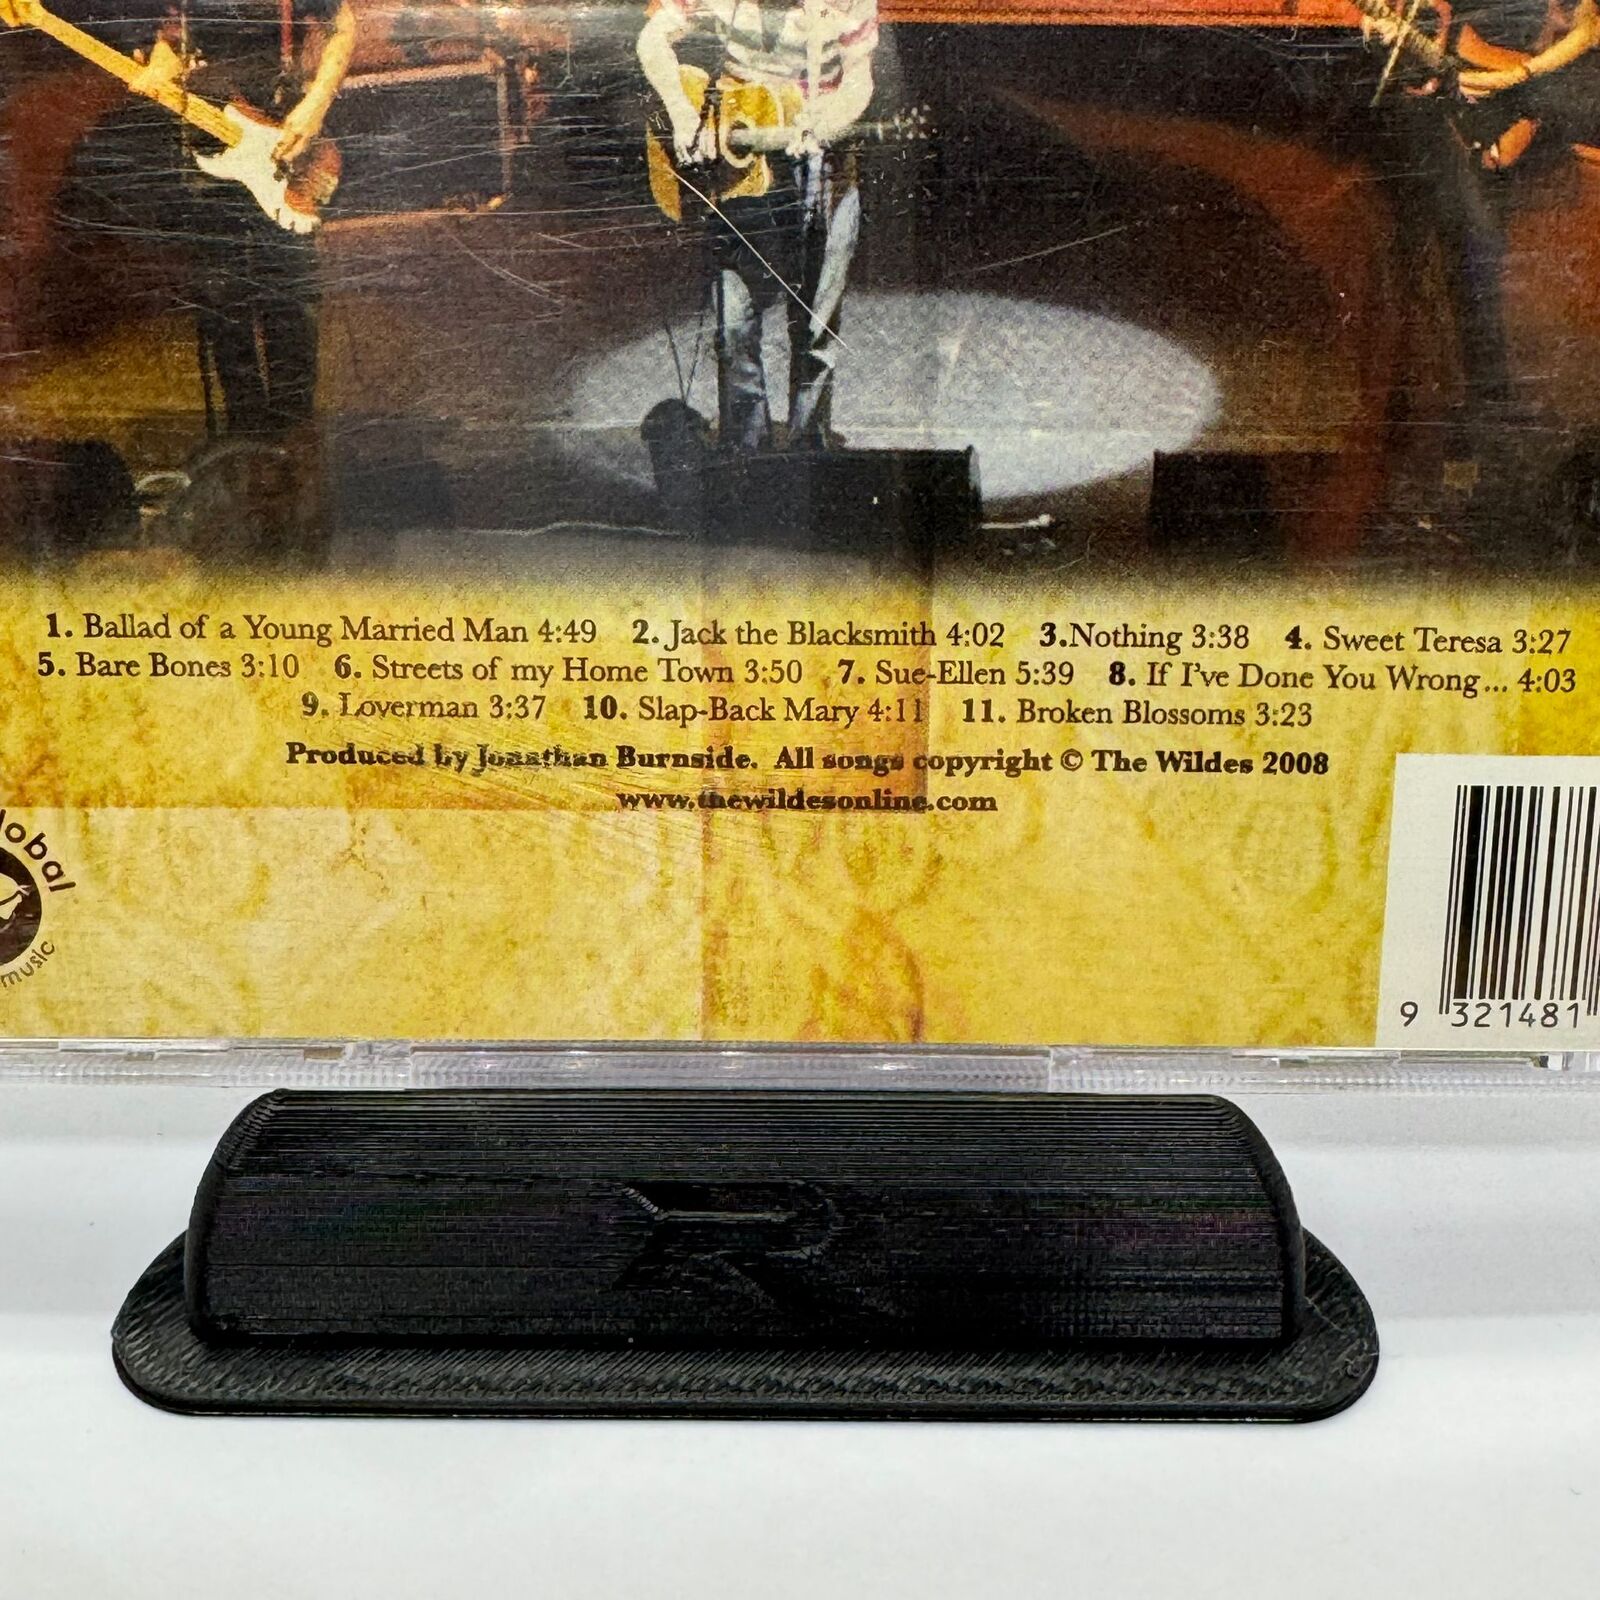 1. Ballad of a Young Married Man 4:49 2. Jack the Blacksmith 4:02 3.Nothing 3:38 4. Sweet Teresa 3:27
5. Bare Bones 3:10 6. Streets of my Home Town 3:50 7. Sue-Ellen 5:39 8. If I've Done You Wrong... 4:03
9. Loverman 3:37 10. Slap-Back Mary 4:11 11. Broken Blossoms 3:23
Produced by Jonathan Burnside. All songs copyright © The Wildes 2008
www.thewildesonline.com
lobal
music
9 321481
R